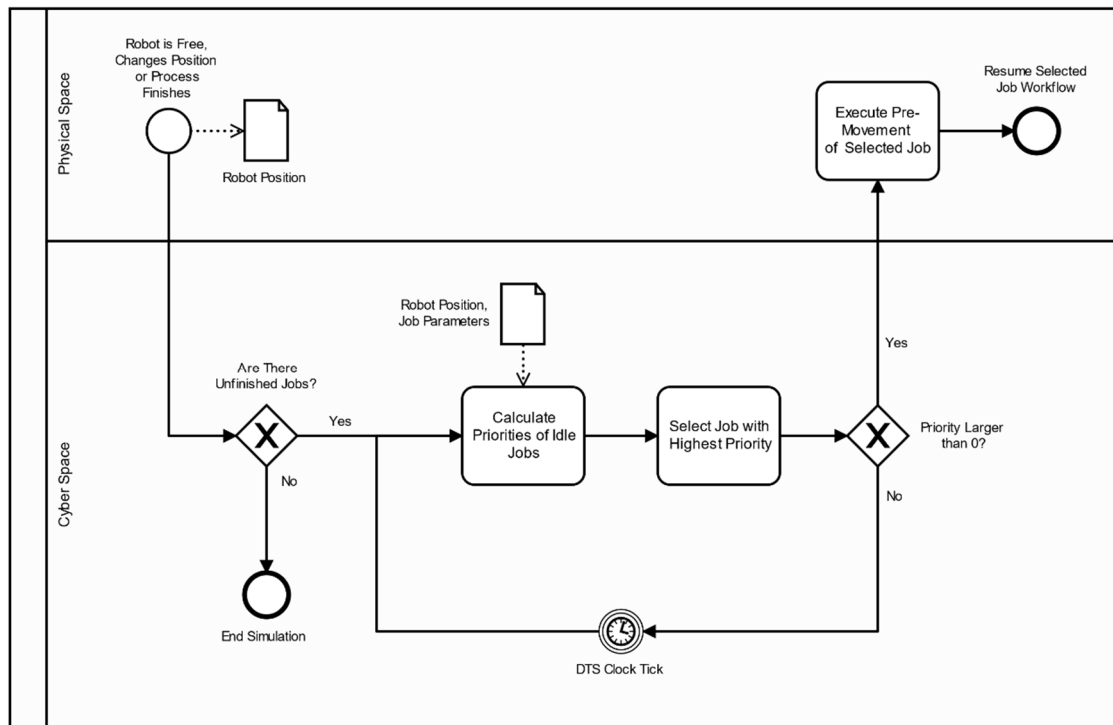 Physical Space
Robot is Free,
Changes Position
or Process
Finishes
Robot Position
Execute Pre-
Movement
of Selected Job
Resume Selected
Job Workflow
Cyber Space
Robot Position,
Job Parameters
Are There
Unfinished Jobs?
Yes
No
End Simulation
Calculate
Priorities of Idle
Jobs
Select Job with
Highest Priority
Yes
Priority Larger
than 0?
No
DTS Clock Tick